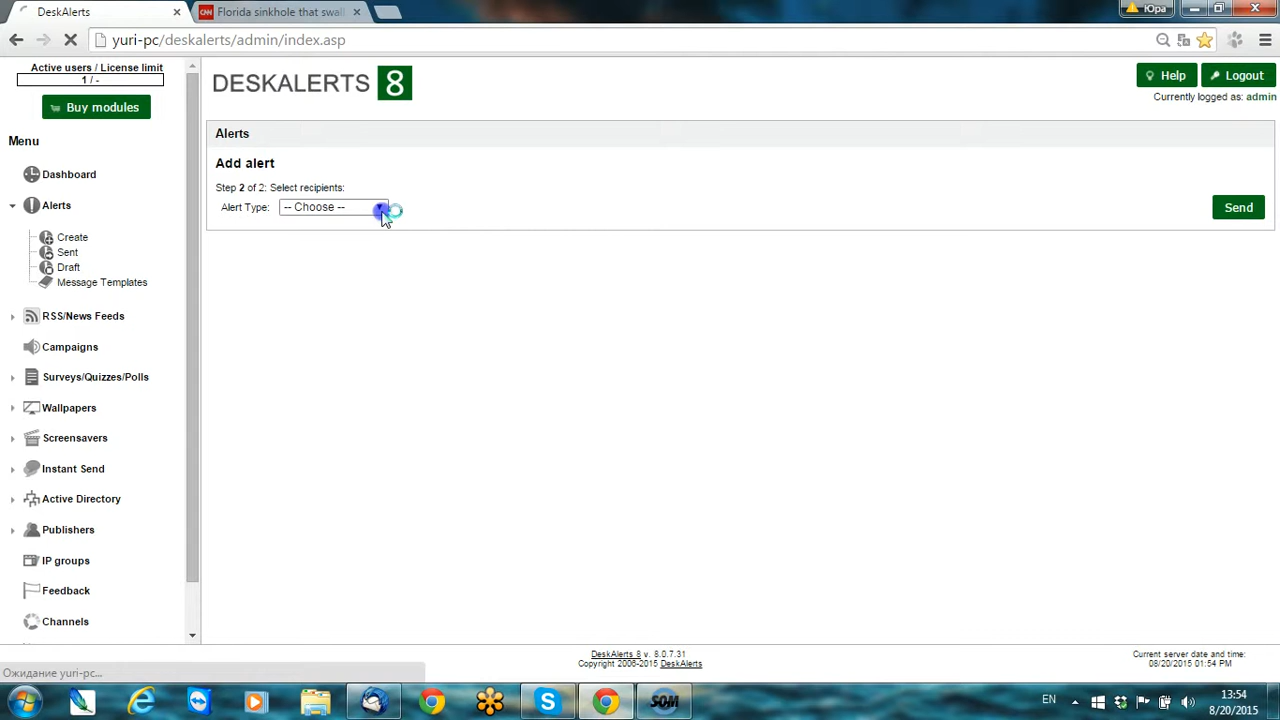 DeskAlerts
CNN Florida sinkhole that swall
Юра
yuri-pc/deskalerts/admin/index.asp
Active users / License limit
1 / -
Buy modules
Menu
Dashboard
Alerts
Create
Sent
Draft
Message Templates
RSS/News Feeds
Campaigns
Surveys/Quizzes/Polls
Wallpapers
Screensavers
Instant Send
Active Directory
Publishers
IP groups
Feedback
Channels
DESKALERTS 8
Help
Logout
Currently logged as: admin
Alerts
Add alert
Step 2 of 2: Select recipients:
Alert Type: -- Choose --
Send
DeskAlerts 8 v. 8.0.7.31
Copyright 2006-2015 DeskAlerts
Current server date and time:
08/20/2015 01:54 PM
Ожидание yuri-pc...
SOM
EN
13:54
8/20/2015